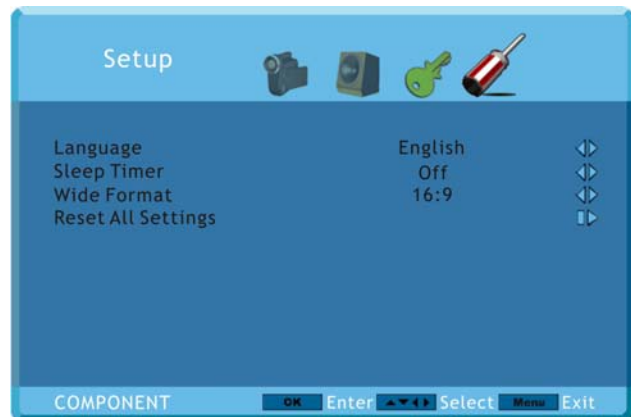 Setup
Language English
Sleep Timer Off
Wide Format 16:9
Reset All Settings
COMPONENT OK Enter Select Menu Exit